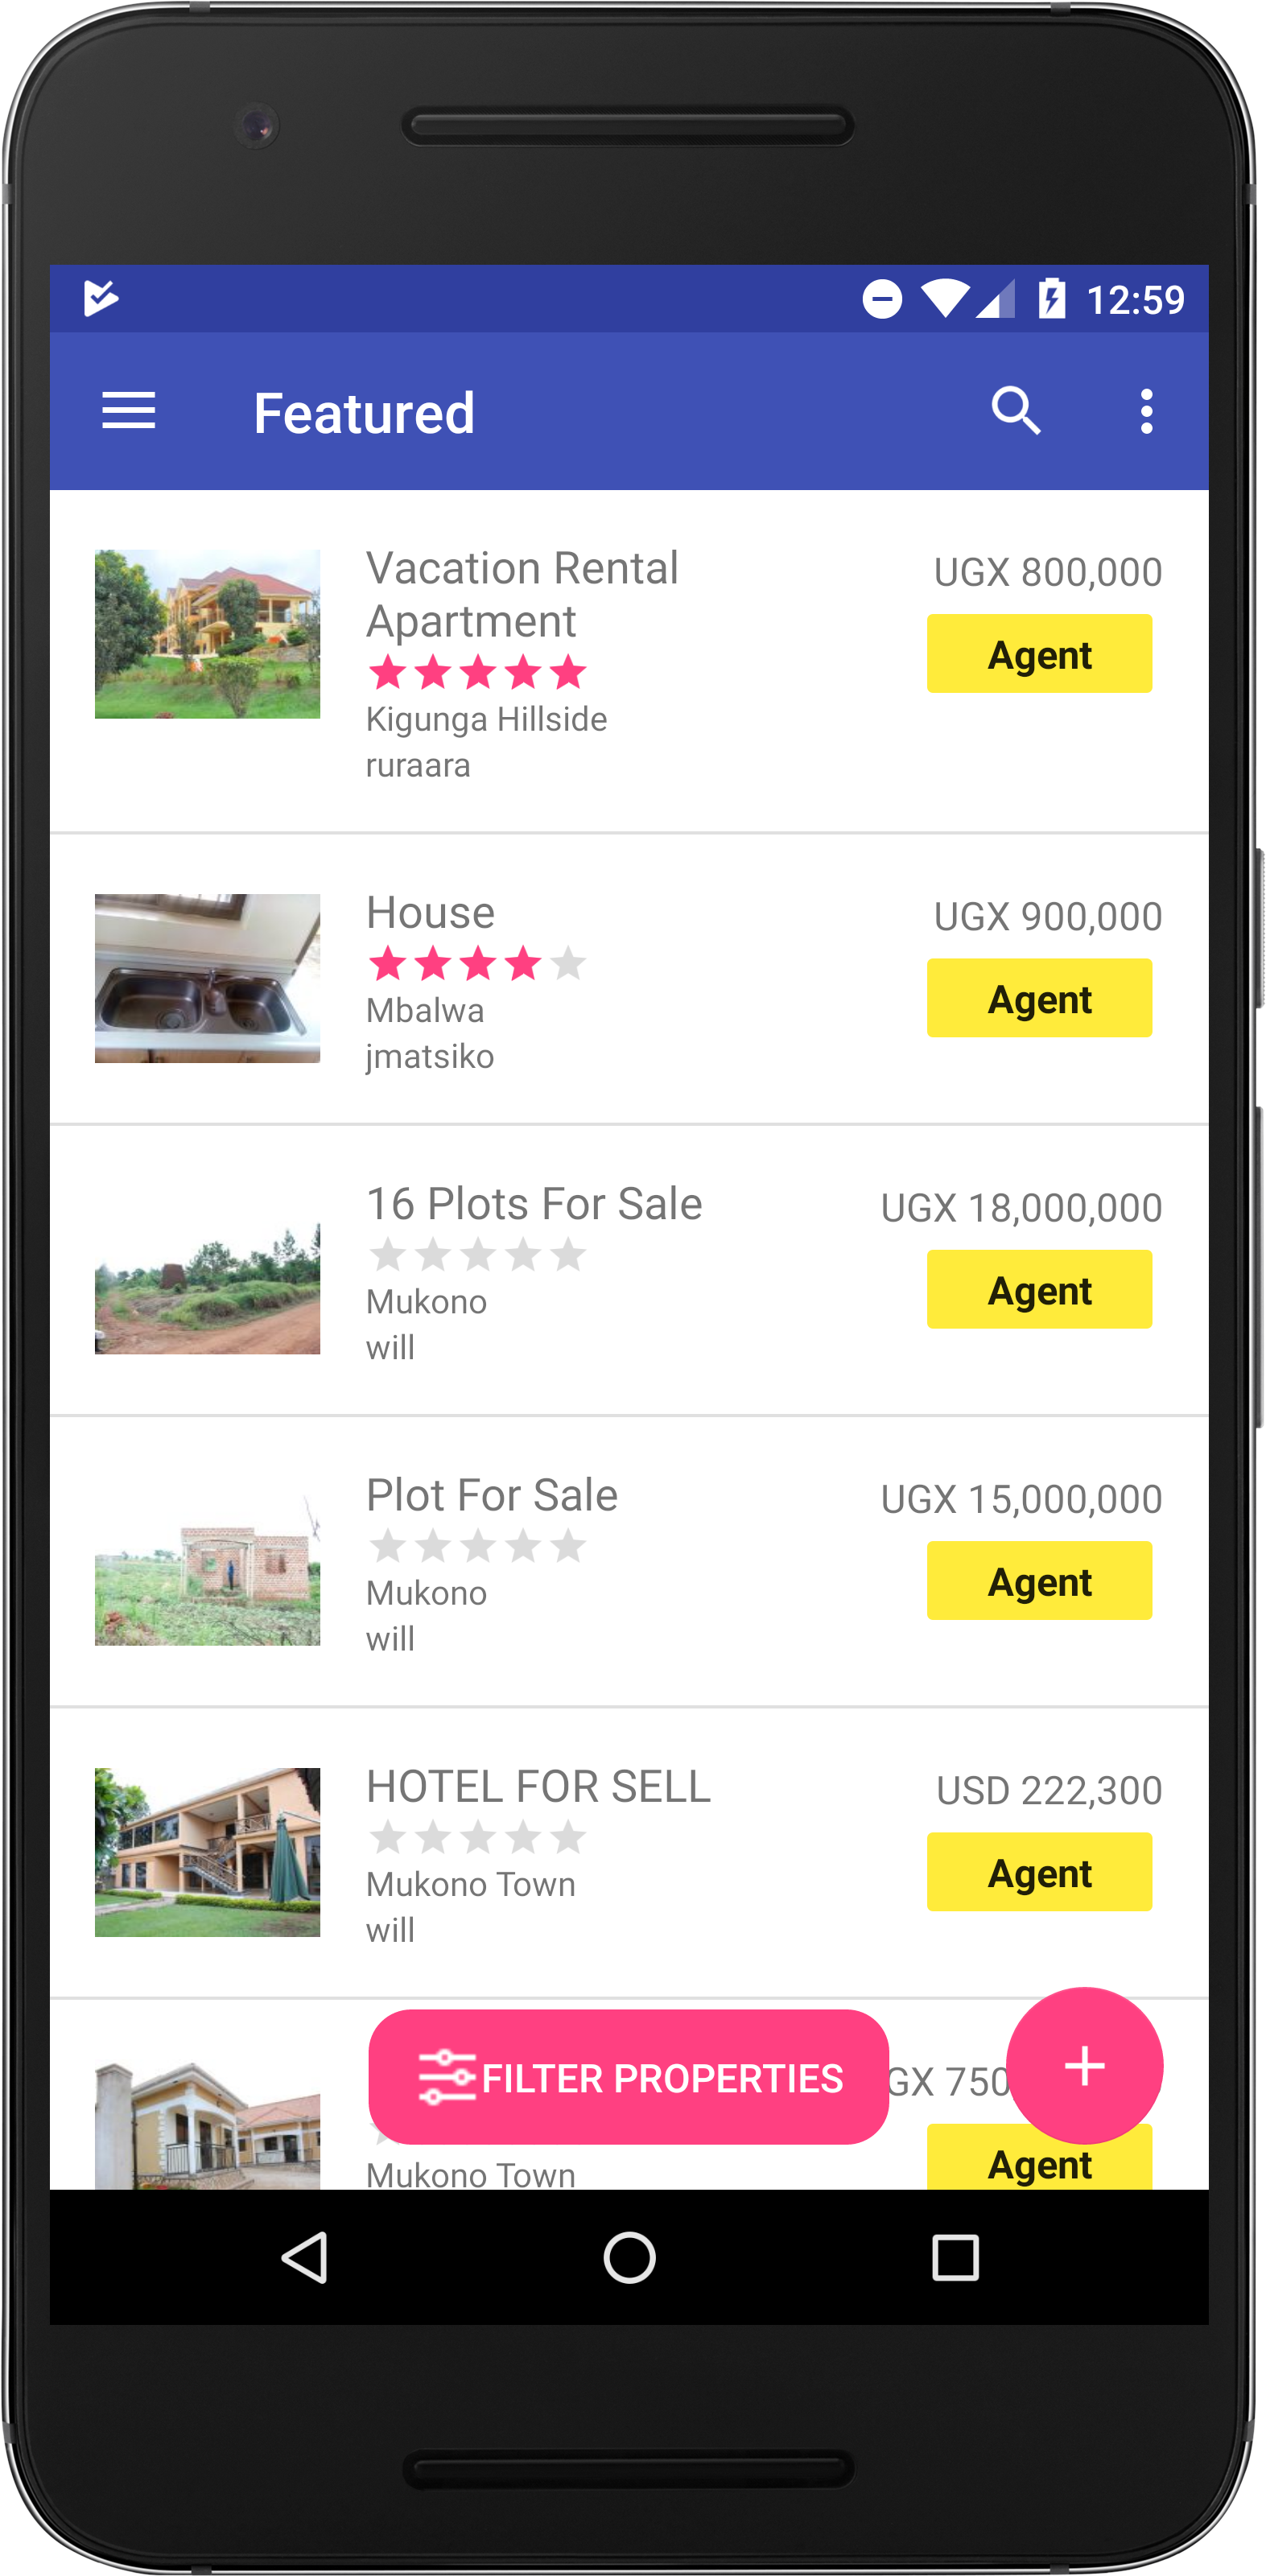 12:59
Featured
Vacation Rental
Apartment
UGX 800,000
Agent
Kigunga Hillside
ruraara
House
UGX 900,000
Agent
Mbalwa
jmatsiko
16 Plots For Sale
UGX 18,000,000
Agent
Mukono
will
Plot For Sale
UGX 15,000,000
Agent
Mukono
will
HOTEL FOR SELL
USD 222,300
Agent
Mukono Town
will
FILTER PROPERTIES
GX 750
Agent
Mukono Town